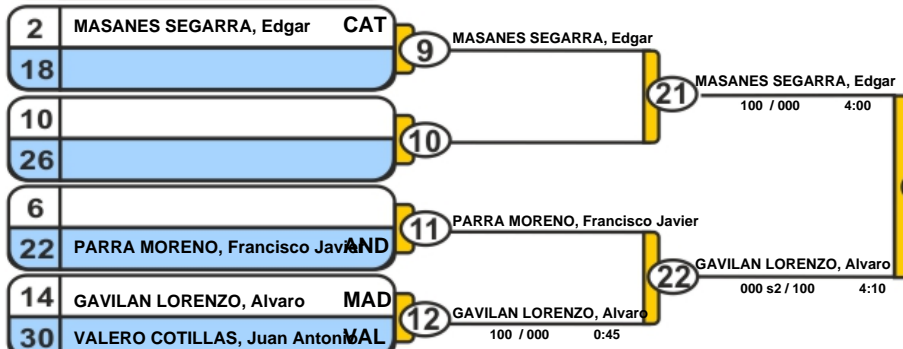 2 MASANES SEGARRA, Edgar CAT
18
9 MASANES SEGARRA, Edgar
10
26
10
21 MASANES SEGARRA, Edgar
100 / 000 4:00
6
22 PARRA MORENO, Francisco Javier AND
11 PARRA MORENO, Francisco Javier
14 GAVILAN LORENZO, Alvaro MAD
30 VALERO COTILLAS, Juan Antonio VAL
12 GAVILAN LORENZO, Alvaro
100 / 000 0:45
22 GAVILAN LORENZO, Alvaro
000 s2 / 100 4:10